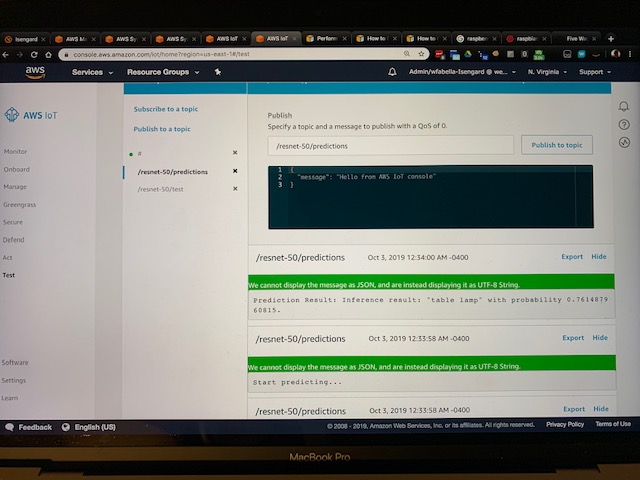 Isengard
AWS M
AWS Sy
AWS Sy
AWS IoT
AWS IoT
Perform
How to
How to
raspber
raspbia
Five W
console.aws.amazon.com/iot/home?region=us-east-1#/test
aws
Services
Resource Groups
Admin/wfabella-Isengard @ we...
N. Virginia
Support
AWS IoT
Monitor
Onboard
Manage
Greengrass
Secure
Defend
Act
Test
Software
Settings
Learn
Subscribe to a topic
Publish to a topic
#
/resnet-50/predictions
/resnet-50/test
Publish
Specify a topic and a message to publish with a QoS of 0.
/resnet-50/predictions
Publish to topic
1 {
2 "message": "Hello from AWS IoT console"
3 }
/resnet-50/predictions Oct 3, 2019 12:34:00 AM -0400 Export Hide
We cannot display the message as JSON, and are instead displaying it as UTF-8 String.
Prediction Result: Inference result: "table lamp" with probability 0.7614879
60815.
/resnet-50/predictions Oct 3, 2019 12:33:58 AM -0400 Export Hide
We cannot display the message as JSON, and are instead displaying it as UTF-8 String.
Start predicting...
/resnet-50/predictions Oct 3, 2019 12:33:58 AM -0400 Export Hide
Feedback English (US)
© 2008 - 2019, Amazon Web Services, Inc. or its affiliates. All rights reserved. Privacy Policy Terms of Use
MacBook Pro